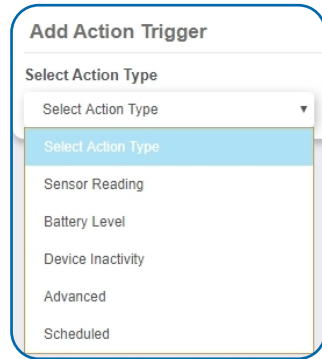 Add Action Trigger
Select Action Type
Select Action Type
Select Action Type
Sensor Reading
Battery Level
Device Inactivity
Advanced
Scheduled